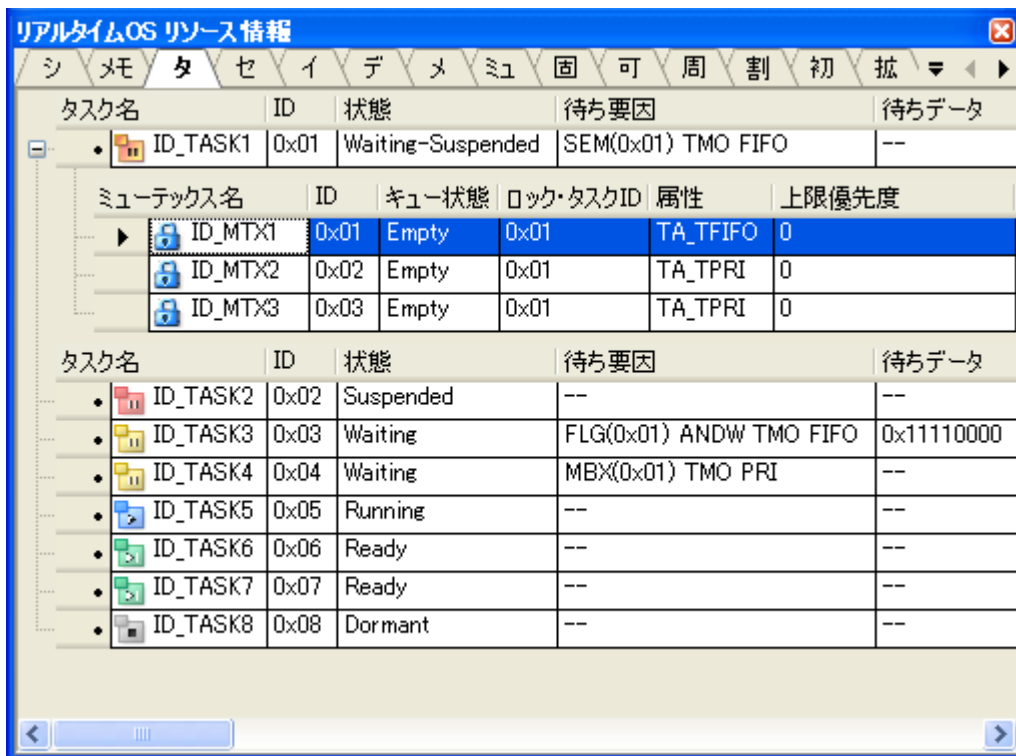 リアルタイムOS リソース情報
シ メモ タ セ イ デ メ ミュ 固 可 周 割 初 拡
タスク名 ID 状態 待ち要因 待ちデータ
ID_TASK1 0x01 Waiting-Suspended SEM(0x01) TMO FIFO --
ミューテックス名 ID キュー状態 ロック・タスクID 属性 上限優先度
ID_MTX1 0x01 Empty 0x01 TA_TFIFO 0
ID_MTX2 0x02 Empty 0x01 TA_TPRI 0
ID_MTX3 0x03 Empty 0x01 TA_TPRI 0
タスク名 ID 状態 待ち要因 待ちデータ
ID_TASK2 0x02 Suspended -- --
ID_TASK3 0x03 Waiting FLG(0x01) ANDW TMO FIFO 0x11110000
ID_TASK4 0x04 Waiting MBX(0x01) TMO PRI --
ID_TASK5 0x05 Running -- --
ID_TASK6 0x06 Ready -- --
ID_TASK7 0x07 Ready -- --
ID_TASK8 0x08 Dormant -- --